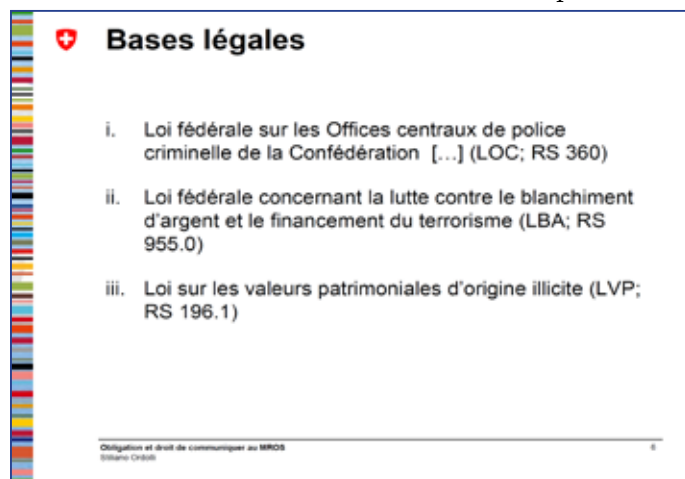 Bases légales
i. Loi fédérale sur les Offices centraux de police
criminelle de la Confédération […] (LOC; RS 360)
ii. Loi fédérale concernant la lutte contre le blanchiment
d'argent et le financement du terrorisme (LBA; RS
955.0)
iii. Loi sur les valeurs patrimoniales d'origine illicite (LVP;
RS 196.1)
Obligation et droit de communiquer au MROS
6
Stiliano Ordolli